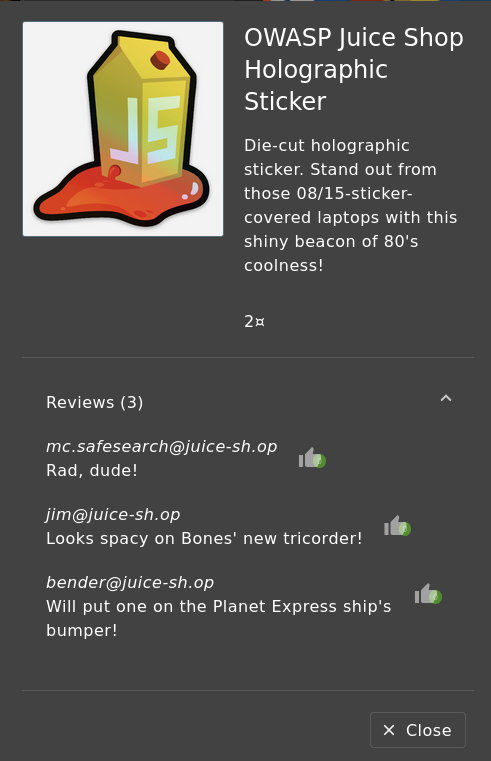 JS
OWASP Juice Shop
Holographic
Sticker
Die-cut holographic
sticker. Stand out from
those 08/15-sticker-
covered laptops with this
shiny beacon of 80's
coolness!
2¤
Reviews (3)
mc.safesearch@juice-sh.op
Rad, dude!
jim@juice-sh.op
Looks spacy on Bones' new tricorder!
bender@juice-sh.op
Will put one on the Planet Express ship's
bumper!
Close